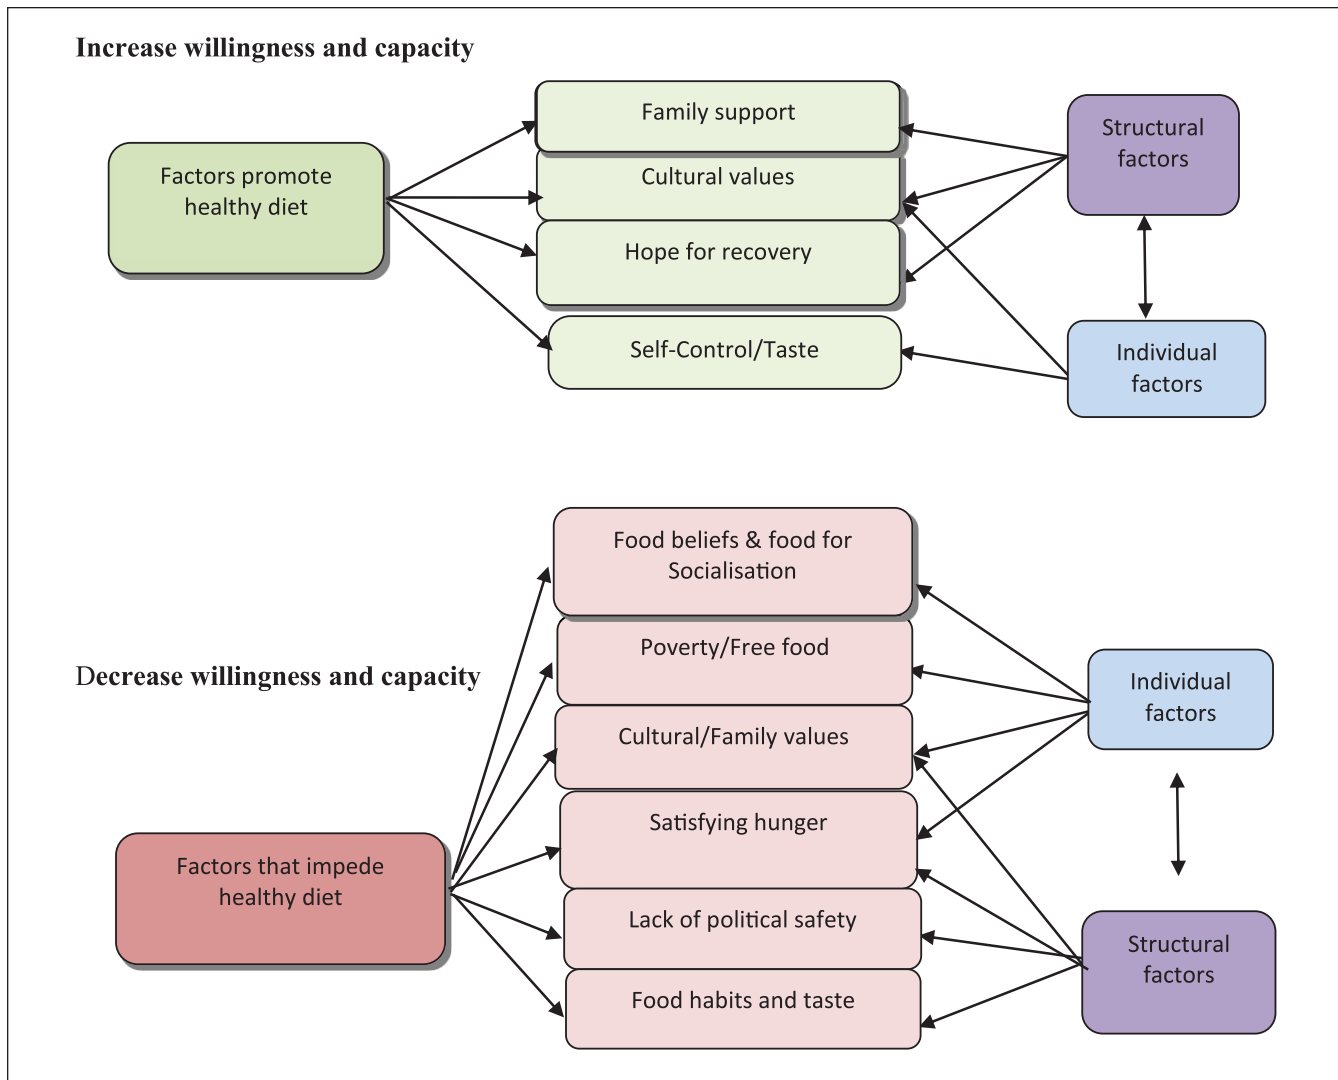 Increase willingness and capacity
Factors promote
healthy diet
Family support
Cultural values
Hope for recovery
Self-Control/Taste
Structural
factors
Individual
factors
Decrease willingness and capacity
Factors that impede
healthy diet
Food beliefs & food for
Socialisation
Poverty/Free food
Cultural/Family values
Satisfying hunger
Lack of political safety
Food habits and taste
Individual
factors
Structural
factors